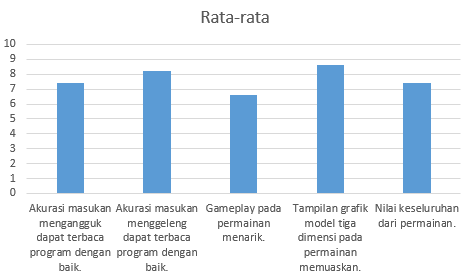 Rata-rata
10
9
8
7
6
5
4
3
2
1
0
Akurasi masukan
mengangguk
dapat terbaca
program dengan
baik.
Akurasi masukan
menggeleng
dapat terbaca
program dengan
baik.
Gameplay pada
permainan
menarik.
Tampilan grafik
model tiga
dimensi pada
permainan
memuaskan.
Nilai keseluruhan
dari permainan.